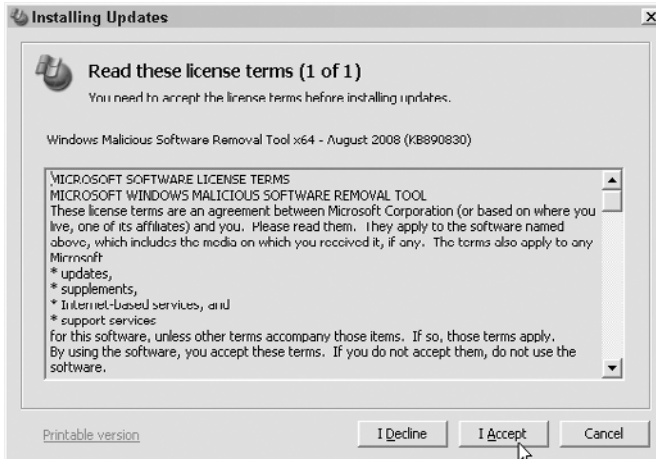 Installing Updates
Read these license terms (1 of 1)
You need to accept the license terms before installing updates.
Windows Malicious Software Removal Tool x64 - August 2008 (KB890830)
MICROSOFT SOFTWARE LICENSE TERMS
MICROSOFT WINDOWS MALICIOUS SOFTWARE REMOVAL TOOL
These license terms are an agreement between Microsoft Corporation (or based on where you
live, one of its affiliates) and you.  Please read them.  They apply to the software named
above, which includes the media on which you received it, if any.  The terms also apply to any
Microsoft
* updates,
* supplements,
* Internet-based services, and
* support services
for this software, unless other terms accompany those items.  If so, those terms apply.
By using the software, you accept these terms.  If you do not accept them, do not use the
software.
Printable version
I Decline
I Accept
Cancel